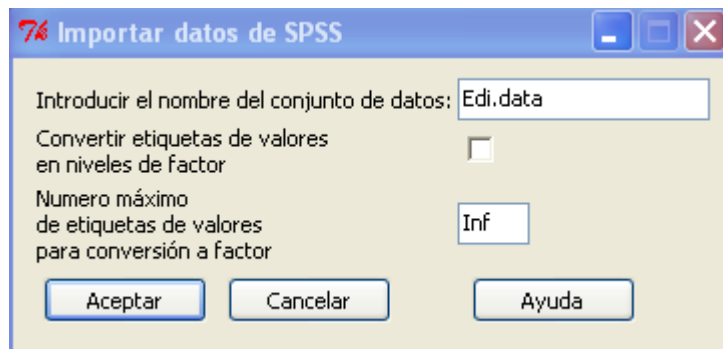 Importar datos de SPSS
Introducir el nombre del conjunto de datos: Edi.data
Convertir etiquetas de valores
en niveles de factor
Numero máximo
de etiquetas de valores
para conversión a factor
Inf
Aceptar Cancelar Ayuda